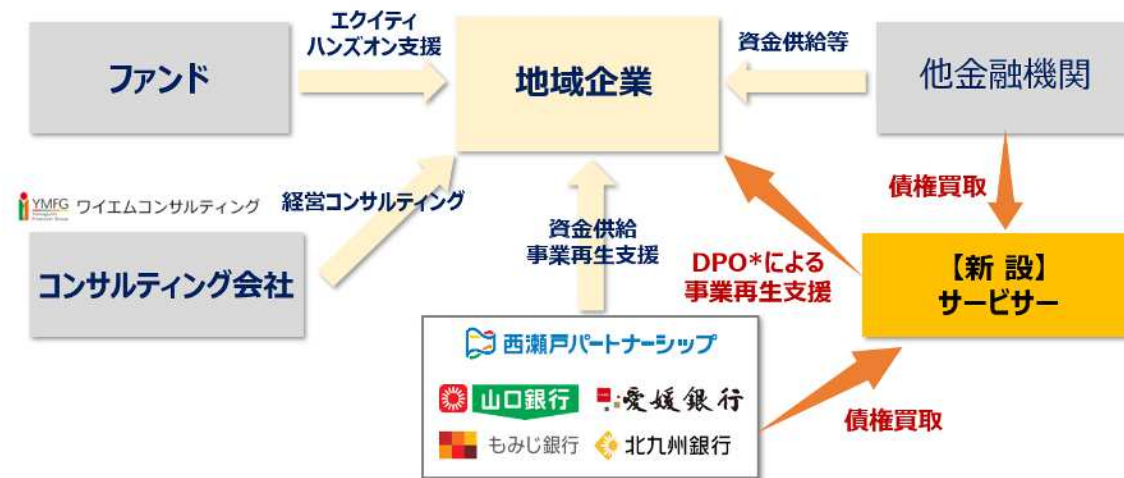 エクイティ
ハンズオン支援
資金供給等
ファンド
地域企業
他金融機関
債権買取
YMFG ワイエムコンサルティング
経営コンサルティング
資金供給
事業再生支援
DPO*による
事業再生支援
コンサルティング会社
【新 設】
サービサー
西瀬戸パートナーシップ
山口銀行 愛媛銀行
もみじ銀行 北九州銀行
債権買取